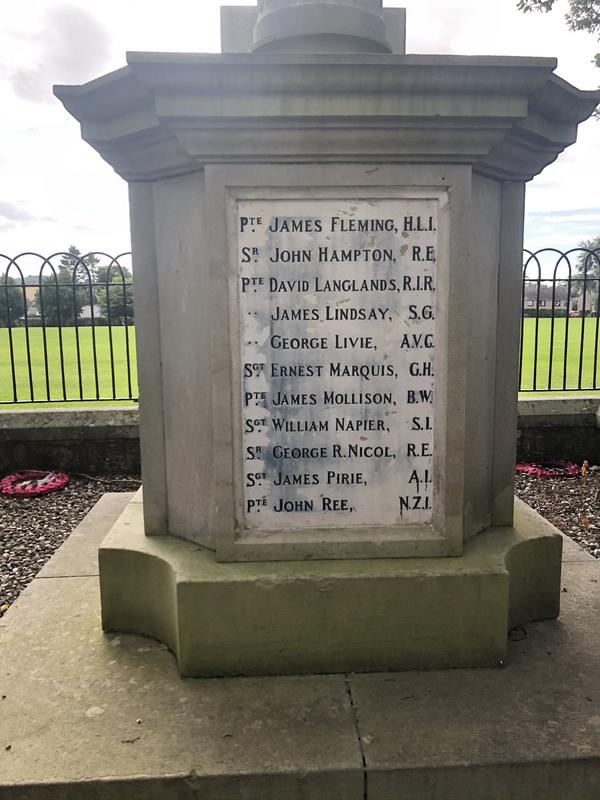 PTE JAMES FLEMING, H.L.I.
SR JOHN HAMPTON, R.E.
PTE DAVID LANGLANDS, R.I.R.
" JAMES LINDSAY, S.G.
" GEORGE LIVIE, A.V.C.
SGT ERNEST MARQUIS, G.H.
PTE JAMES MOLLISON, B.W.
SGT WILLIAM NAPIER, S.I.
SR GEORGE R. NICOL, R.E.
SGT JAMES PIRIE, A.I.
PTE JOHN REE, N.Z.I.